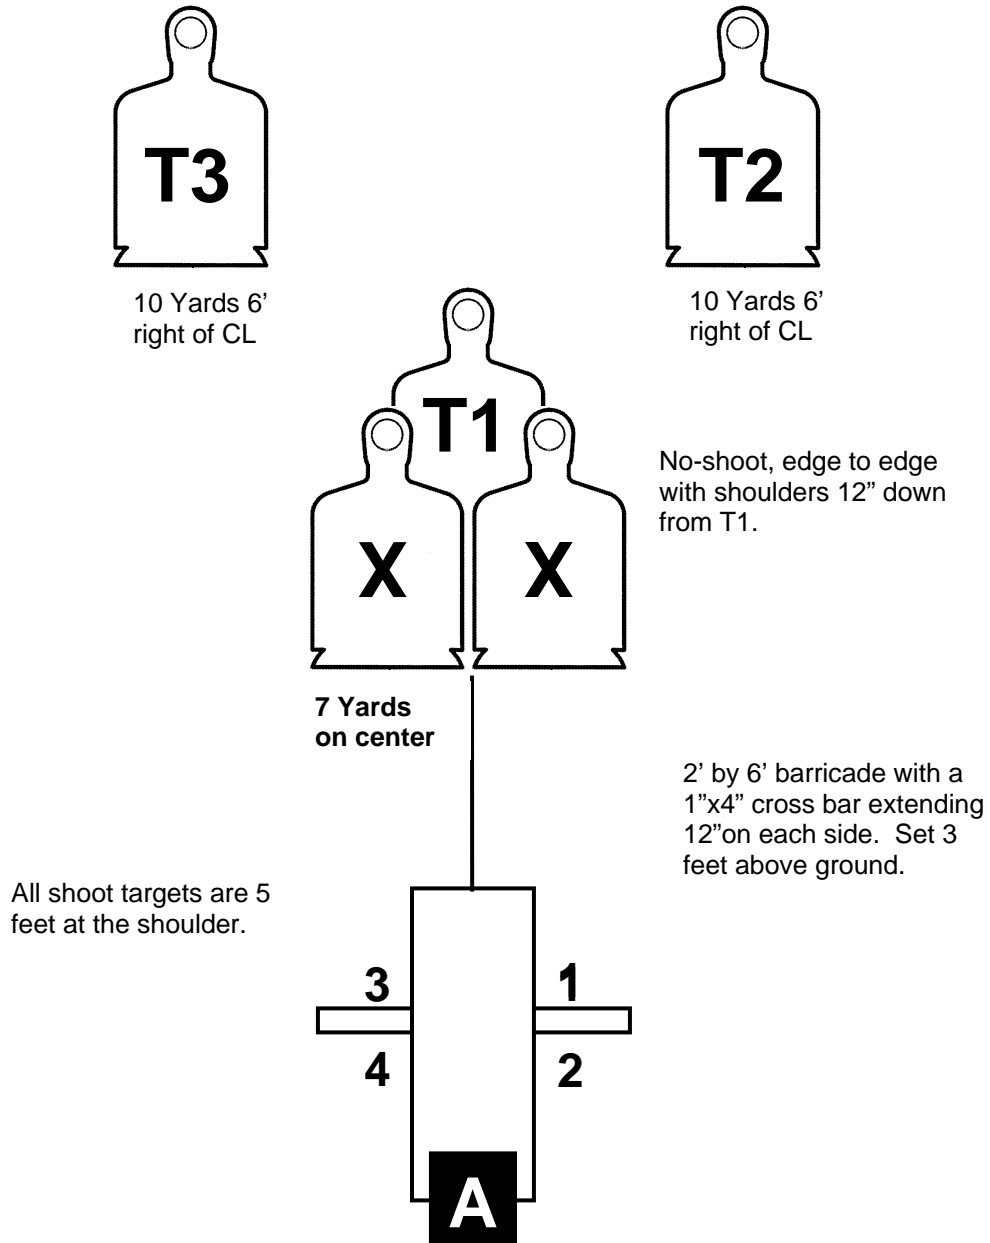 T3
T2
10 Yards 6’
right of CL
10 Yards 6’
right of CL
T1
No-shoot, edge to edge
with shoulders 12” down
from T1.
X
X
7 Yards
on center
2’ by 6’ barricade with a
1”x4” cross bar extending
12”on each side.  Set 3
feet above ground.
All shoot targets are 5
feet at the shoulder.
3
1
4
2
A